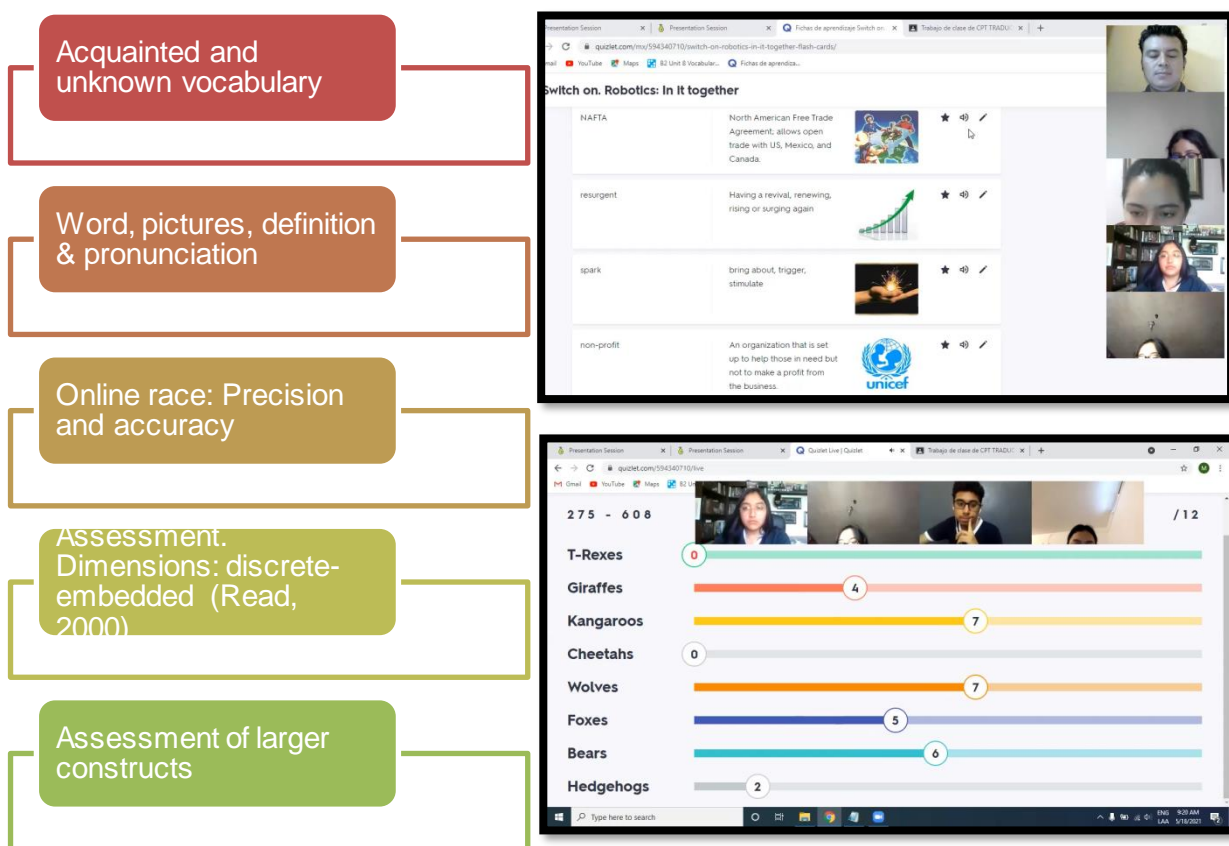 Acquainted and
unknown vocabulary
Word, pictures, definition
& pronunciation
Online race: Precision
and accuracy
Assessment.
Dimensions: discrete-
embedded (Read,
2000)
Assessment of larger
constructs
Presentation Session
Presentation Session
Fichas de aprendizaje Switch on
Trabajo de clase de CPT TRADUC
quizlet.com/mx/594340710/switch-on-robotics-in-it-together-flash-cards/
mail YouTube Maps B2 Unit 8 Vocabular... Fichas de aprendiza...
Switch on. Robotics: In it together
NAFTA
North American Free Trade
Agreement; allows open
trade with US, Mexico, and
Canada.
resurgent
Having a revival, renewing,
rising or surging again
spark
bring about, trigger,
stimulate
non-profit
An organization that is set
up to help those in need but
not to make a profit from
the business.
unicef
Presentation Session
Presentation Session
Quizlet Live | Quizlet
Trabajo de clase de CPT TRADUC
quizlet.com/594340710/live
M
Gmail YouTube Maps B2 Un
275 - 608
/12
T-Rexes 0
Giraffes 4
Kangaroos 7
Cheetahs 0
Wolves 7
Foxes 5
Bears 6
Hedgehogs 2
Type here to search
ENG 9:20 AM
LAA 5/18/2021